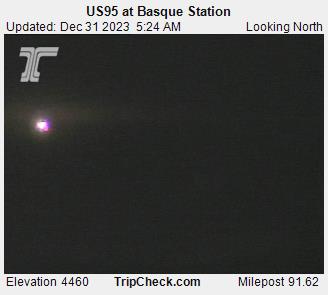 US95 at Basque Station
Updated: Dec 31 2023 5:24 AM Looking North
Elevation 4460 TripCheck.com Milepost 91.62